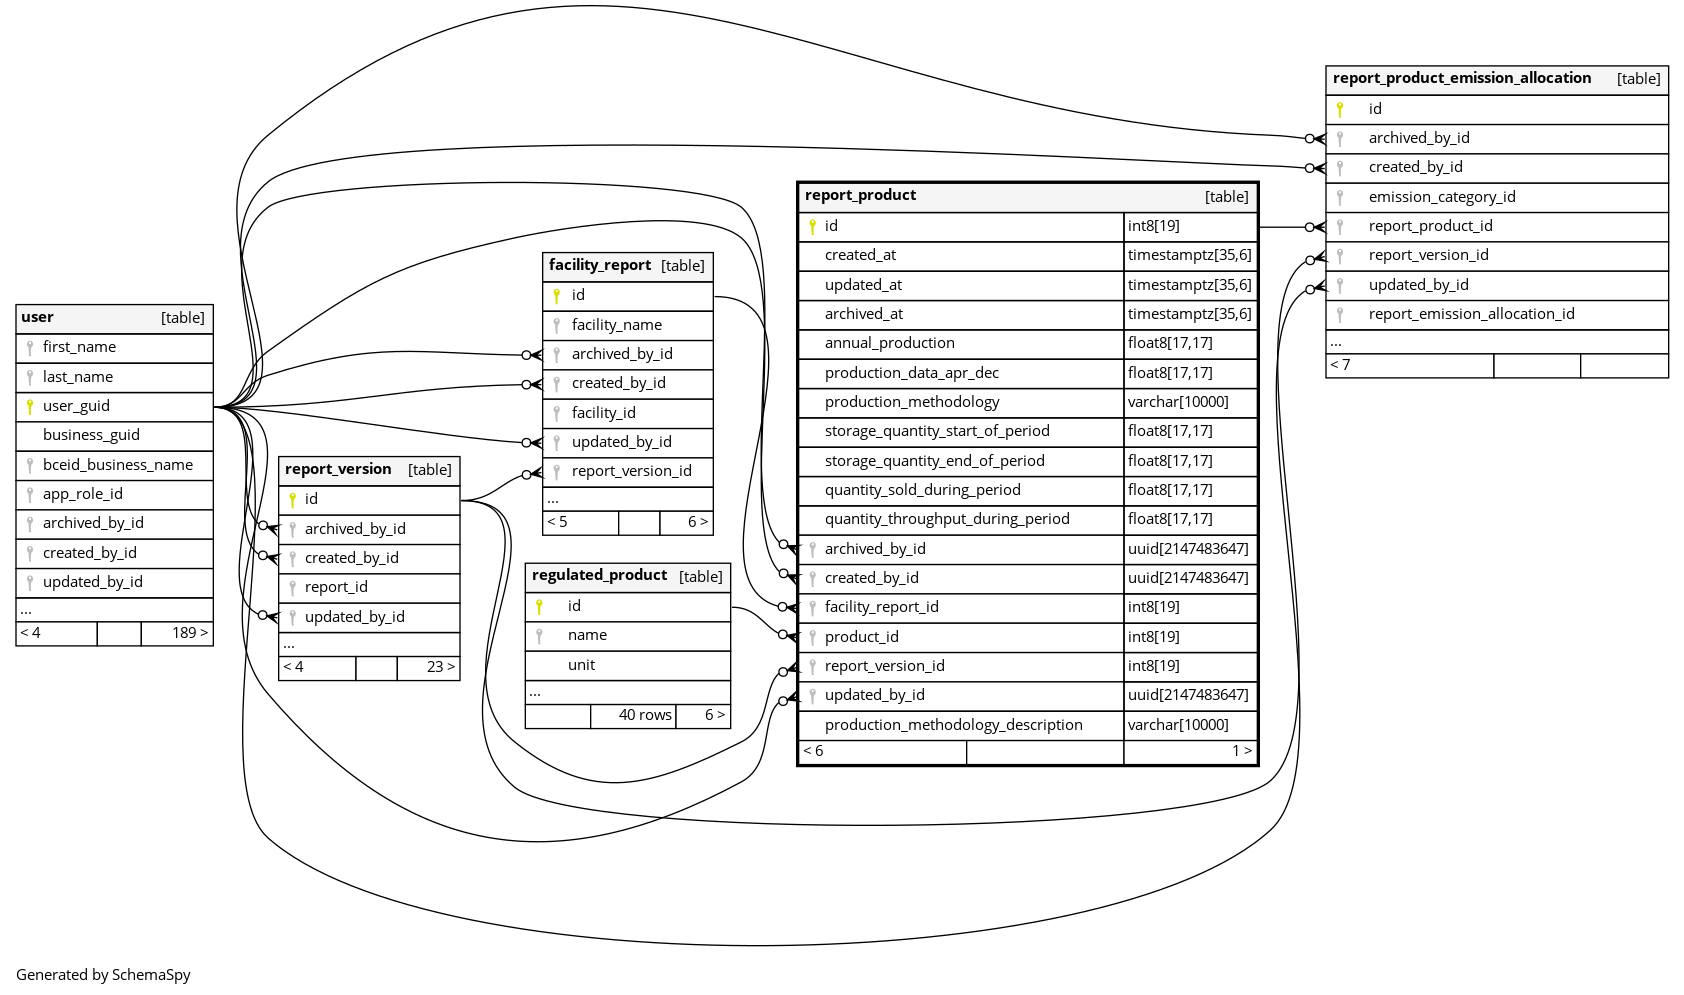 user [table]
first_name
last_name
user_guid
business_guid
bceid_business_name
app_role_id
archived_by_id
created_by_id
updated_by_id
...
< 4 189 >
report_version [table]
id
archived_by_id
created_by_id
report_id
updated_by_id
...
< 4 23 >
facility_report [table]
id
facility_name
archived_by_id
created_by_id
facility_id
updated_by_id
report_version_id
...
< 5 6 >
regulated_product [table]
id
name
unit
...
40 rows 6 >
report_product [table]
id int8[19]
created_at timestamptz[35,6]
updated_at timestamptz[35,6]
archived_at timestamptz[35,6]
annual_production float8[17,17]
production_data_apr_dec float8[17,17]
production_methodology varchar[10000]
storage_quantity_start_of_period float8[17,17]
storage_quantity_end_of_period float8[17,17]
quantity_sold_during_period float8[17,17]
quantity_throughput_during_period float8[17,17]
archived_by_id uuid[2147483647]
created_by_id uuid[2147483647]
facility_report_id int8[19]
product_id int8[19]
report_version_id int8[19]
updated_by_id uuid[2147483647]
production_methodology_description varchar[10000]
< 6 1 >
report_product_emission_allocation [table]
id
archived_by_id
created_by_id
emission_category_id
report_product_id
report_version_id
updated_by_id
report_emission_allocation_id
...
< 7
Generated by SchemaSpy